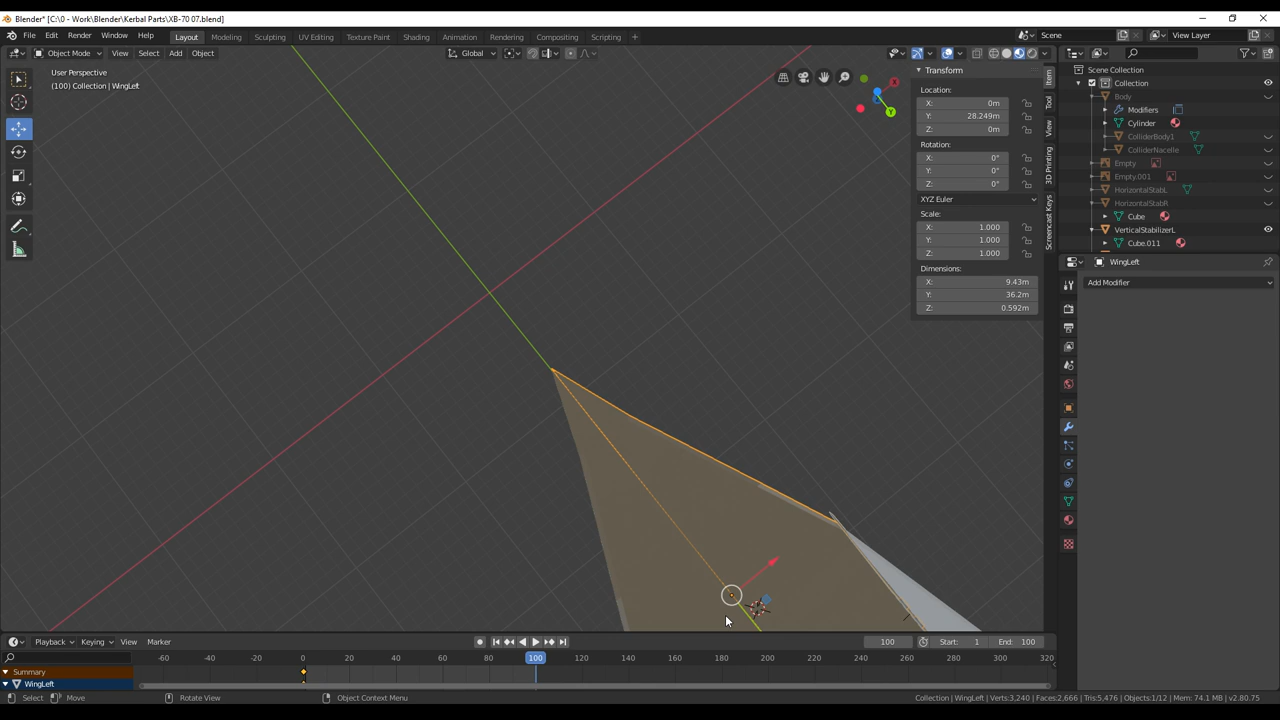 Blender* [C:\0 - Work\Blender\Kerbal Parts\XB-70 07.blend]
File Edit Render Window Help Layout Modeling Sculpting UV Editing Texture Paint Shading Animation Rendering Compositing Scripting + Scene View Layer
Object Mode View Select Add Object Global
User Perspective
(100) Collection | WingLeft
Transform
Location:
X: 0m
Y: 28.249m
Z: 0m
Rotation:
X: 0°
Y: 0°
Z: 0°
XYZ Euler
Scale:
X: 1.000
Y: 1.000
Z: 1.000
Dimensions:
X: 9.43m
Y: 36.2m
Z: 0.592m
Item
Tool
View
3D Printing
Screencast Keys
Y
Scene Collection
Collection
Body
Modifiers
Cylinder
ColliderBody1
ColliderNacelle
Empty
Empty.001
HorizontalStabL
HorizontalStabR
Cube
VerticalStabilizerL
Cube.011
WingLeft
Add Modifier
Playback Keying View Marker 100 Start: 1 End: 100
-60 -40 -20 0 20 40 60 80 100 120 140 160 180 200 220 240 260 280 300 320
Summary
WingLeft
Select Move Rotate View Object Context Menu Collection | WingLeft | Verts:3,240 | Faces:2,666 | Tris:5,476 | Objects:1/12 | Mem: 74.1 MB | v2.80.75